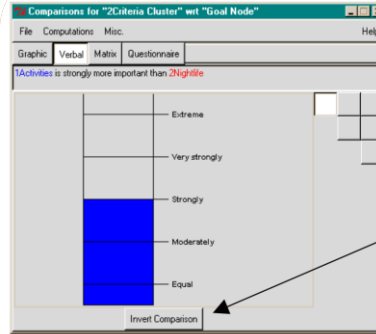 Comparisons for "2Criteria Cluster" wrt "Goal Node"
File Computations Misc. Help
Graphic Verbal Matrix Questionnaire
1Activities is strongly more important than 2Nightlife
Extreme
Very strongly
Strongly
Moderately
Equal
Invert Comparison